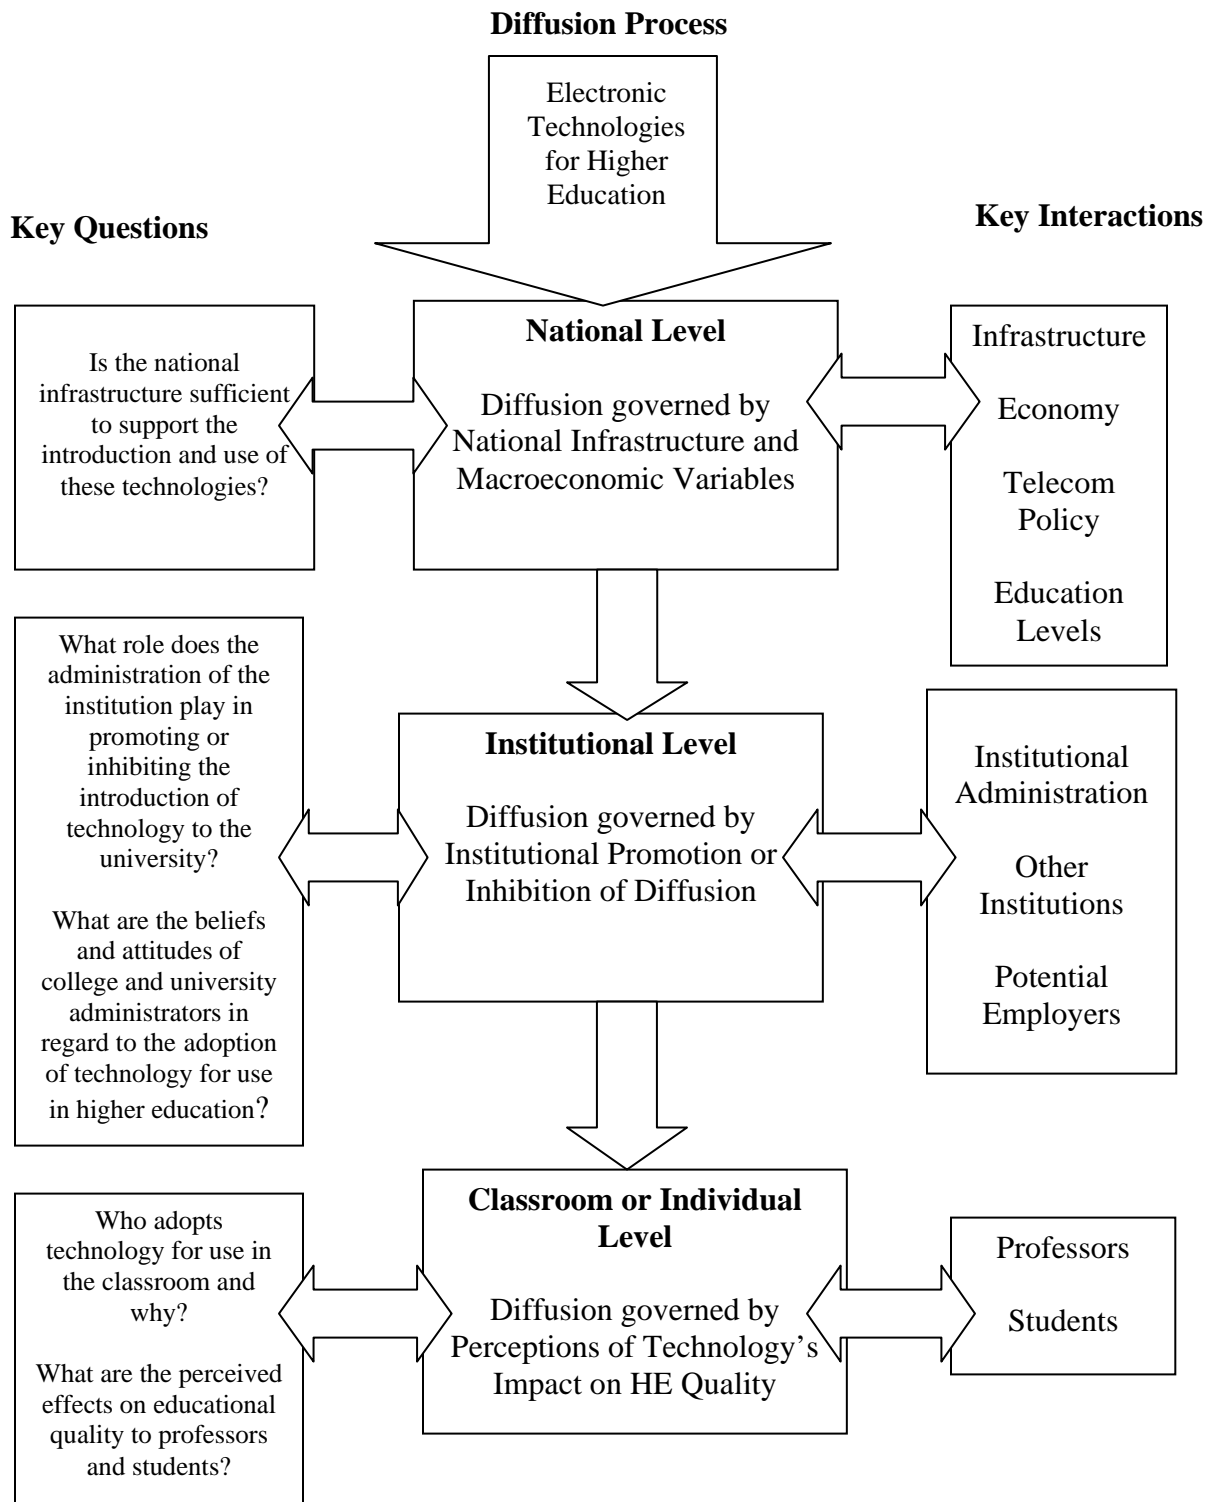 Diffusion Process
Electronic
Technologies
for Higher
Education
Key Questions
Key Interactions
Is the national
infrastructure sufficient
to support the
introduction and use of
these technologies?
National Level
Diffusion governed by
National Infrastructure and
Macroeconomic Variables
Infrastructure
Economy
Telecom
Policy
Education
Levels
What role does the
administration of the
institution play in
promoting or
inhibiting the
introduction of
technology to the
university?
What are the beliefs
and attitudes of
college and university
administrators in
regard to the adoption
of technology for use
in higher education?
Institutional Level
Diffusion governed by
Institutional Promotion or
Inhibition of Diffusion
Institutional
Administration
Other
Institutions
Potential
Employers
Who adopts
technology for use in
the classroom and
why?
What are the perceived
effects on educational
quality to professors
and students?
Classroom or Individual
Level
Diffusion governed by
Perceptions of Technology’s
Impact on HE Quality
Professors
Students